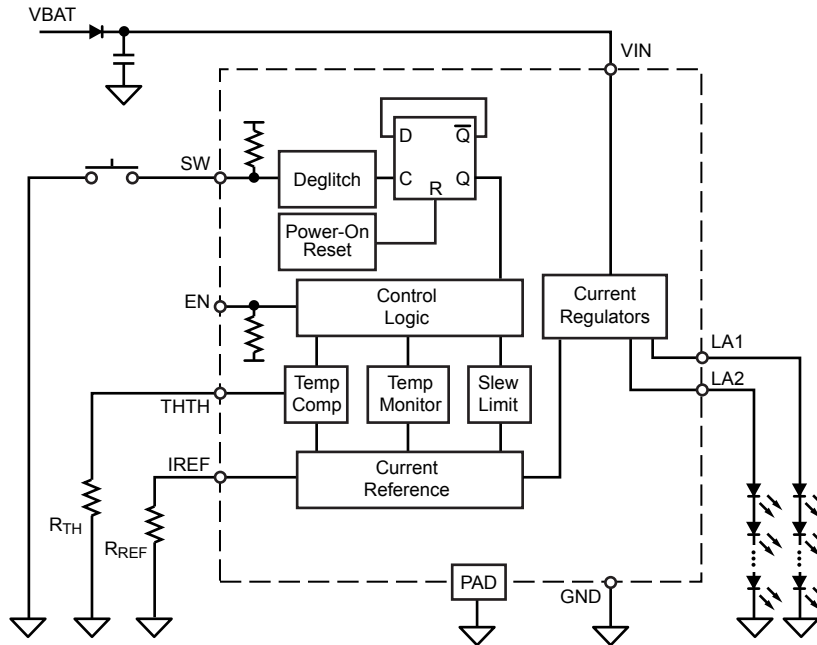 VBAT
VIN
D
Q̅
SW
Deglitch
C
Q
R
Power-On
Reset
EN
Control
Logic
Current
Regulators
LA1
LA2
THTH
Temp
Comp
Temp
Monitor
Slew
Limit
IREF
Current
Reference
RTH
RREF
PAD
GND